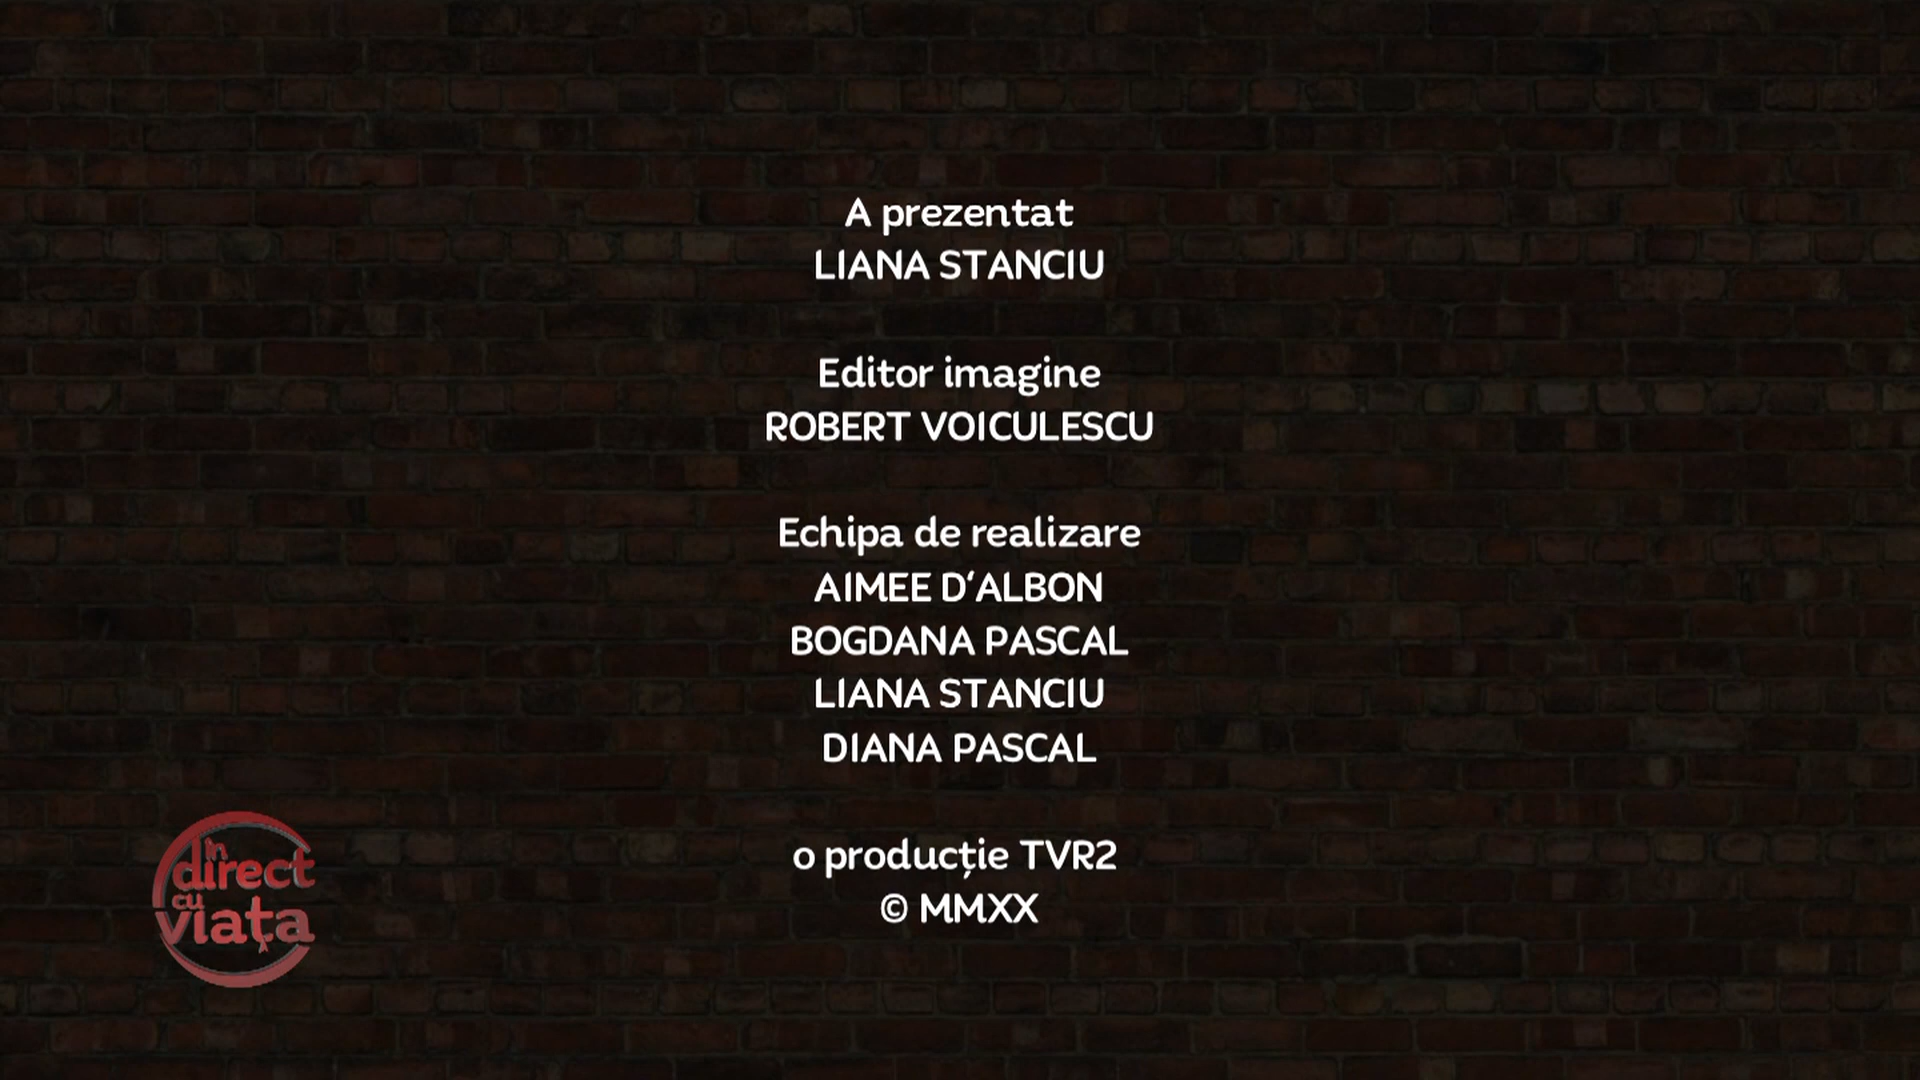 A prezentat
LIANA STANCIU
Editor imagine
ROBERT VOICULESCU
Echipa de realizare
AIMEE D‘ALBON
BOGDANA PASCAL
LIANA STANCIU
DIANA PASCAL
o producție TVR2
© MMXX
în
direct
cu
viața